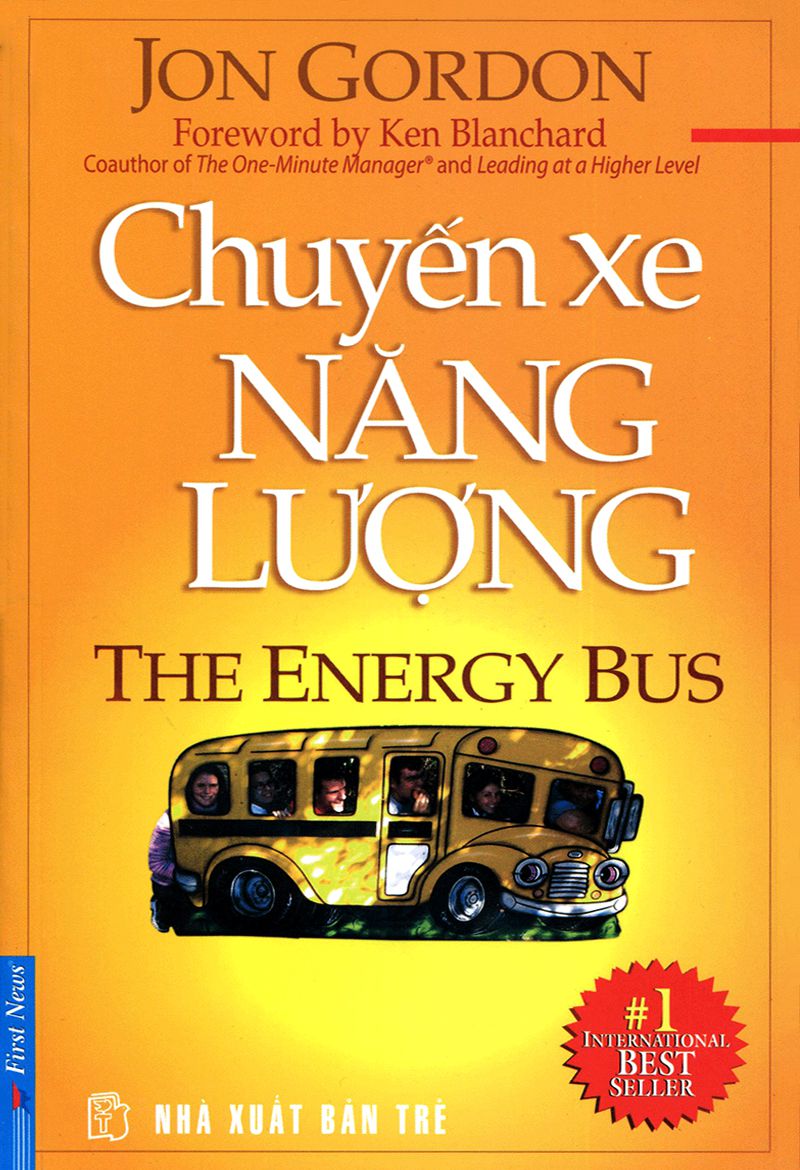 JON GORDON
Foreword by Ken Blanchard
Coauthor of The One-Minute Manager® and Leading at a Higher Level
Chuyến xe
NĂNG
LƯỢNG
THE ENERGY BUS
#1
INTERNATIONAL
BEST
SELLER
First News
NHÀ XUẤT BẢN TRẺ